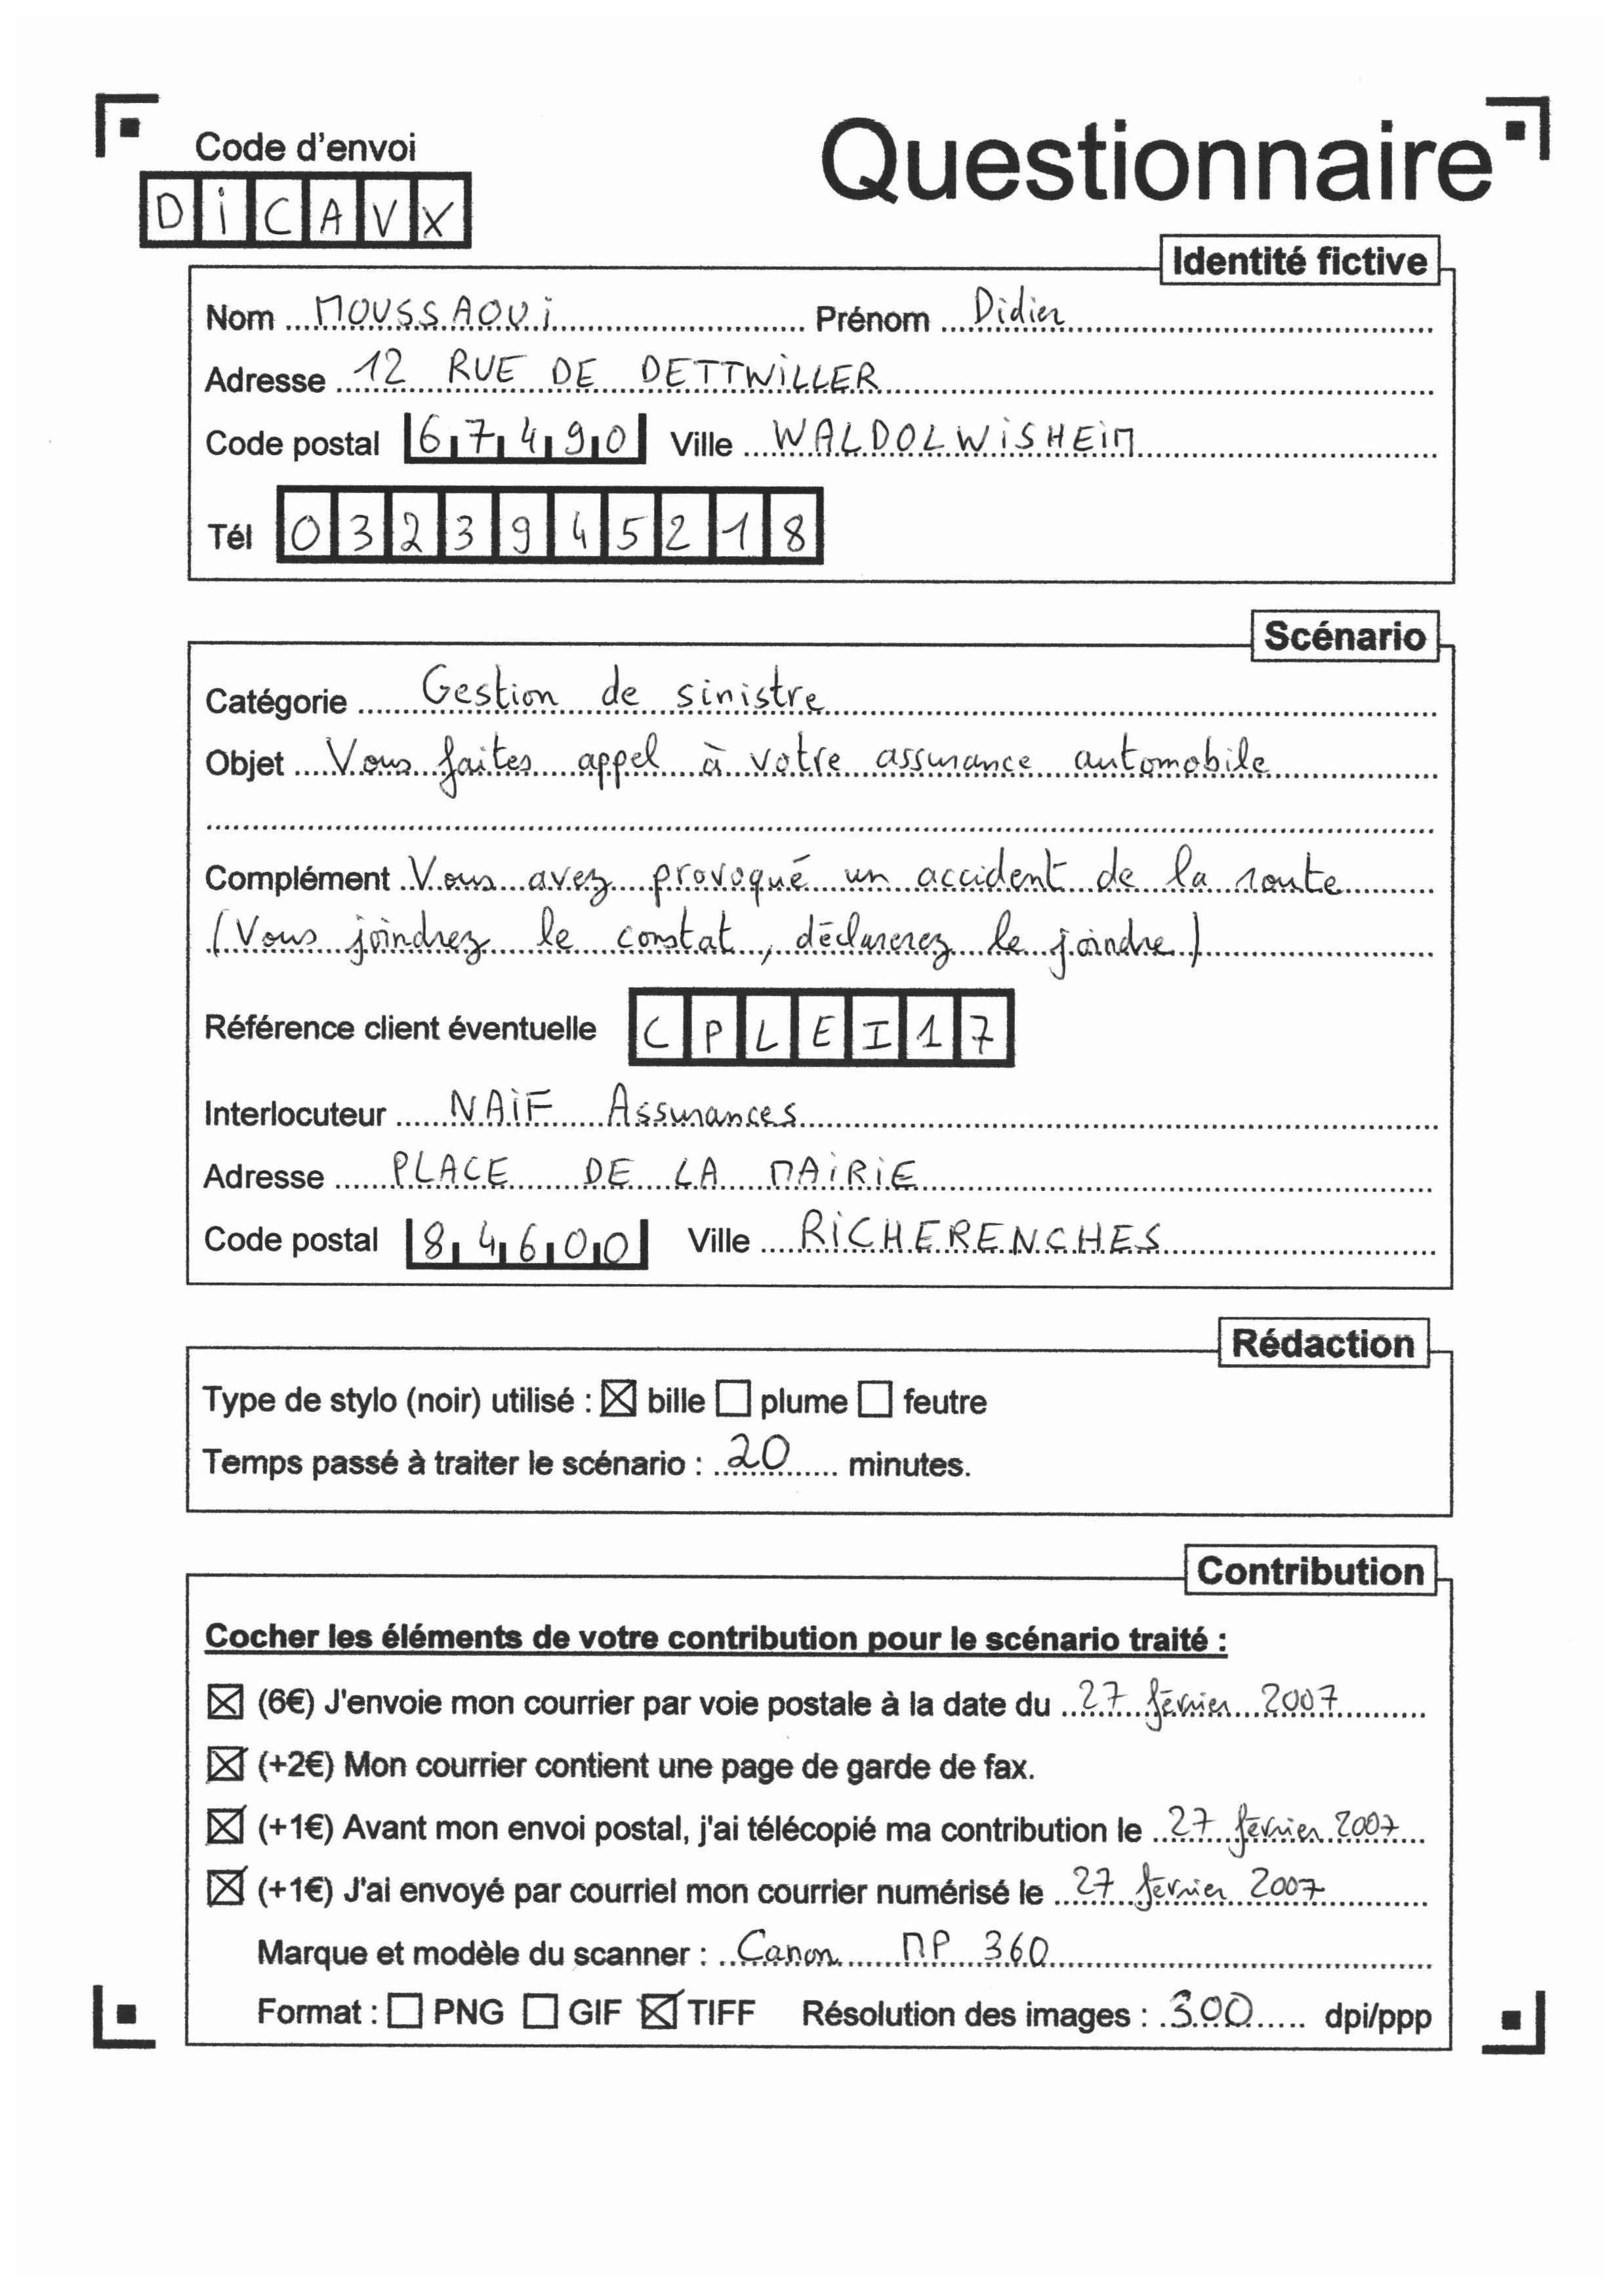 Code d'envoi
Questionnaire
DiCAVX
Identité fictive
Nom MOUSSAOUi Prénom Didier
Adresse 12 RUE DE DETTWiLLER
Code postal 67490 Ville WALDOLWiSHEiM
Tél 0323945218
Scénario
Catégorie Gestion de sinistre
Objet Vous faites appel à votre assurance automobile
Complément Vous avez provoqué un accident de la route
(Vous joindrez le constat, déclarerez le joindre)
Référence client éventuelle CPLEI17
Interlocuteur NAiF Assurances
Adresse PLACE DE LA MAiRiE
Code postal 84600 Ville RiCHERENCHES
Rédaction
Type de stylo (noir) utilisé : ☒ bille ☐ plume ☐ feutre
Temps passé à traiter le scénario : 20 minutes.
Contribution
Cocher les éléments de votre contribution pour le scénario traité :
☒ (6€) J'envoie mon courrier par voie postale à la date du 27 février 2007
☒ (+2€) Mon courrier contient une page de garde de fax.
☒ (+1€) Avant mon envoi postal, j'ai télécopié ma contribution le 27 février 2007
☒ (+1€) J'ai envoyé par courriel mon courrier numérisé le 27 février 2007
Marque et modèle du scanner : Canon MP 360
Format : ☐ PNG ☐ GIF ☒ TIFF Résolution des images : 300 dpi/ppp